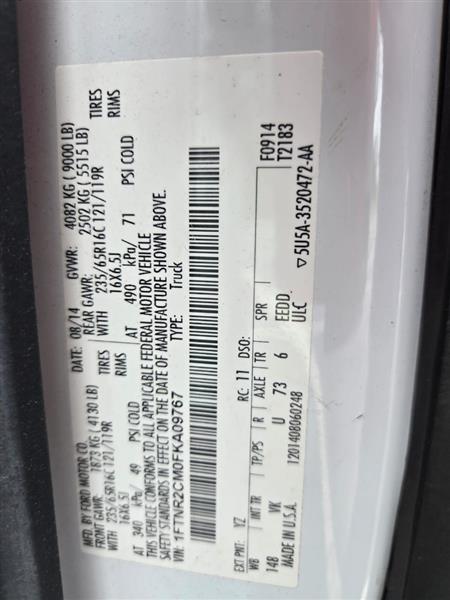 MFD. BY FORD MOTOR CO.
DATE: 08/14 GVWR: 4082 KG ( 9000 LB)
FRONT GAWR: 1873 KG ( 4130 LB) REAR GAWR: 2502 KG ( 5515 LB)
WITH 235/65R16C 121/119R TIRES WITH 235/65R16C 121/119R TIRES
16X6.5J RIMS 16X6.5J RIMS
AT 340 kPa/ 49 PSI COLD AT 490 kPa/ 71 PSI COLD
THIS VEHICLE CONFORMS TO ALL APPLICABLE FEDERAL MOTOR VEHICLE
SAFETY STANDARDS IN EFFECT ON THE DATE OF MANUFACTURE SHOWN ABOVE.
VIN: 1FTNR2CM0FKA09767 TYPE: Truck
EXT PNT: YZ RC: 11 DSO: F0914
WB INT TR TP/PS R AXLE TR SPR T2183
148 VK U 73 6 EEDD
MADE IN U.S.A. 1201408060248 ULC ▽5U5A-3520472-AA